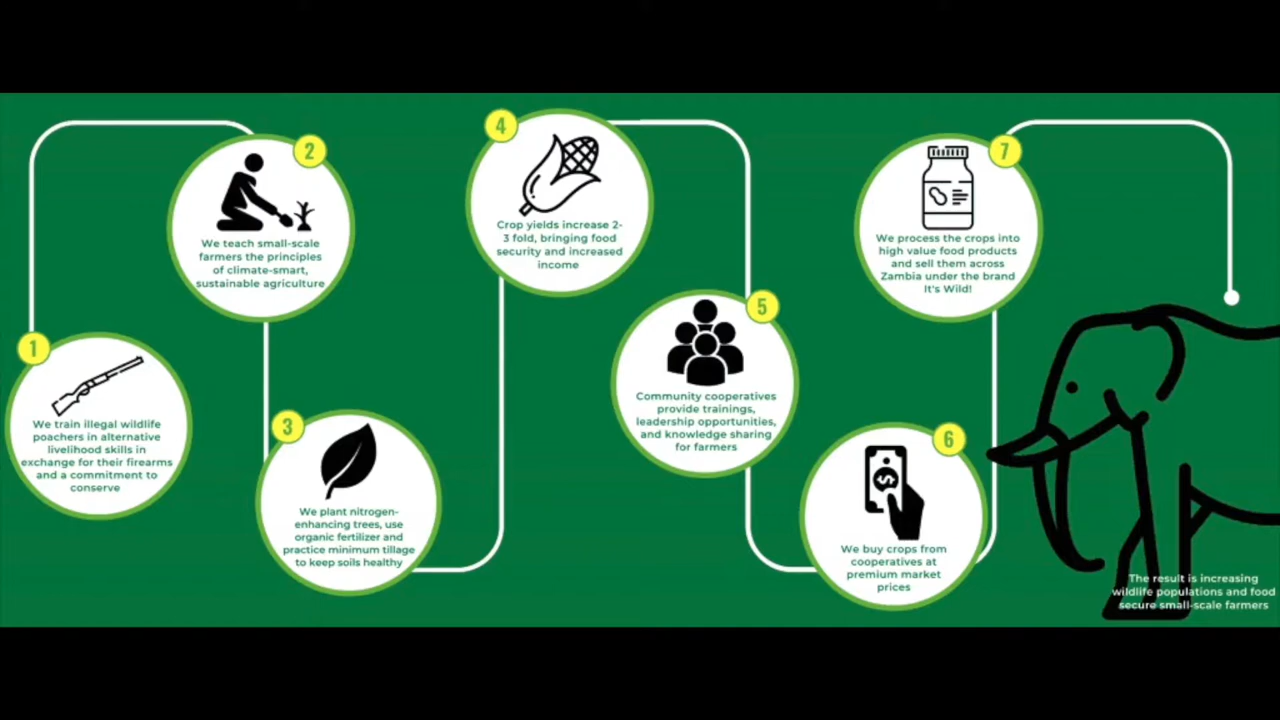 1
We train illegal wildlife
poachers in alternative
livelihood skills in
exchange for their firearms
and a commitment to
conserve
2
We teach small-scale
farmers the principles
of climate-smart,
sustainable agriculture
3
We plant nitrogen-
enhancing trees, use
organic fertilizer and
practice minimum tillage
to keep soils healthy
4
Crop yields increase 2-
3 fold, bringing food
security and increased
income
5
Community cooperatives
provide trainings,
leadership opportunities,
and knowledge sharing
for farmers
6
$
We buy crops from
cooperatives at
premium market
prices
7
We process the crops into
high value food products
and sell them across
Zambia under the brand
It's Wild!
The result is increasing
wildlife populations and food
secure small-scale farmers